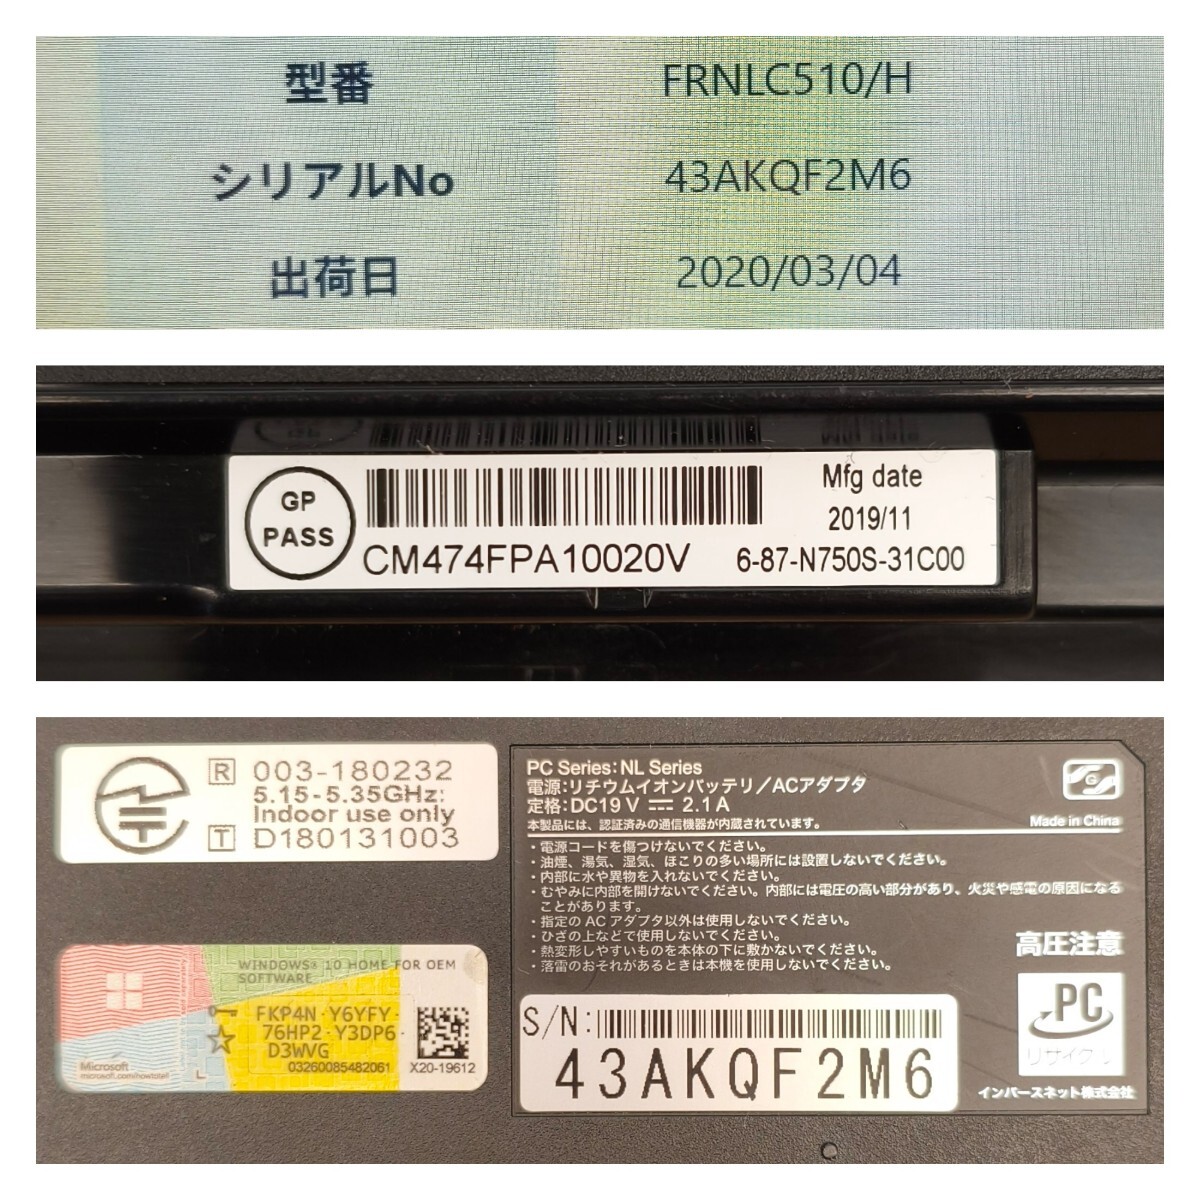 型番 FRNLC510/H
シリアルNo 43AKQF2M6
出荷日 2020/03/04
GP
PASS
CM474FPA10020V
Mfg date
2019/11
6-87-N750S-31C00
R 003-180232
5.15-5.35GHz:
Indoor use only
T D180131003
WINDOWS® 10 HOME FOR OEM
SOFTWARE
FKP4N-Y6YFY-
76HP2-Y3DP6-
D3WVG
03260085482061
X20-19612
Microsoft
microsoft.com/howtotell
L
PC Series: NL Series
電源:リチウムイオンバッテリ/ACアダプタ
定格:DC19V ⎓ 2.1A
本製品には、認証済みの通信機器が内蔵されています。
G
Made in China
・電源コードを傷つけないでください。
・油煙、湯気、湿気、ほこりの多い場所には設置しないでください。
・内部に水や異物を入れないでください。
・むやみに内部を開けないでください。内部には電圧の高い部分があり、火災や感電の原因になる
ことがあります。
・指定の AC アダプタ以外は使用しないでください。
・ひざの上などで使用しないでください。
・熱変形しやすいものを本体の下に敷かないでください。
・落雷のおそれがあるときは本機を使用しないでください。
高圧注意
S/N:
43AKQF2M6
PC
リサイクル
インバースネット株式会社